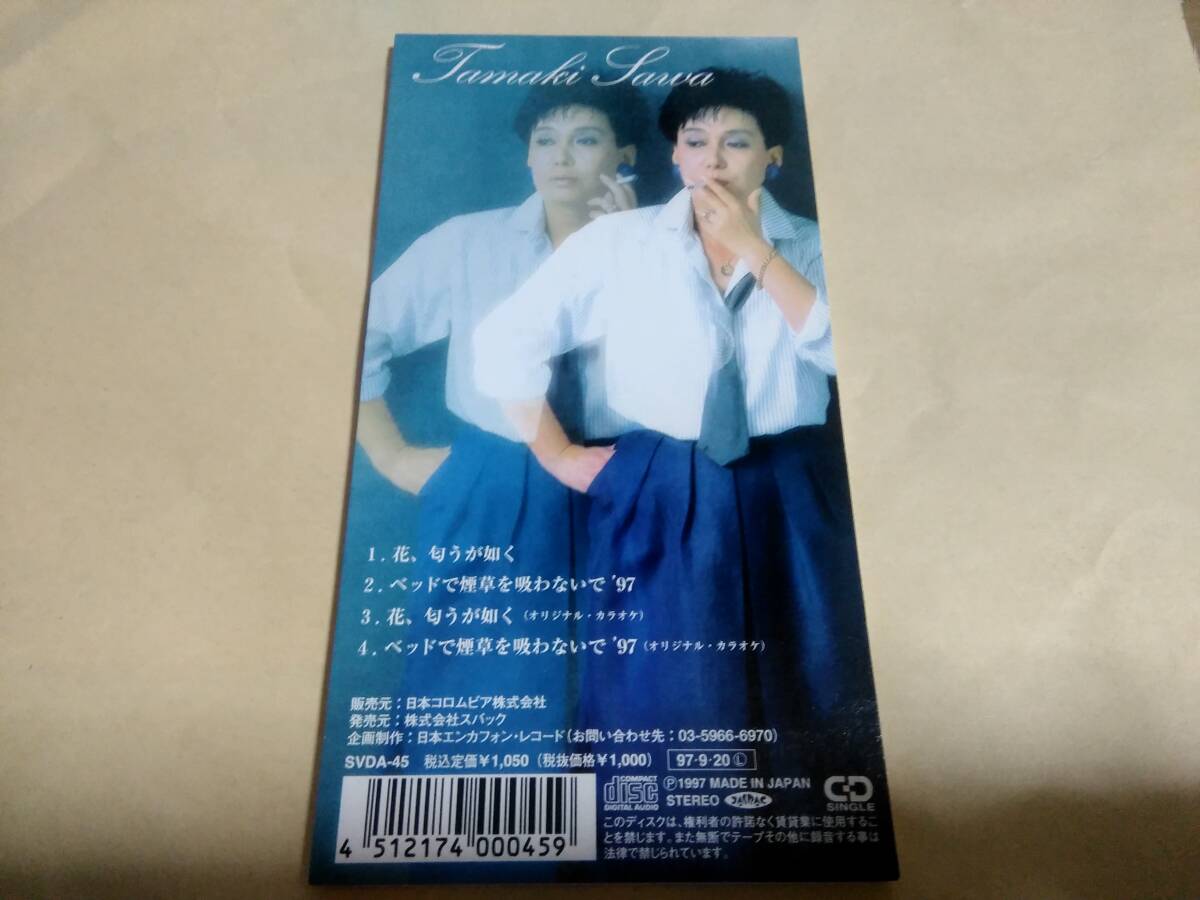 Tamaki Sawa
1. 花、匂うが如く
2. ベッドで煙草を吸わないで '97
3. 花、匂うが如く (オリジナル・カラオケ)
4. ベッドで煙草を吸わないで '97 (オリジナル・カラオケ)
販売元：日本コロムビア株式会社
発売元：株式会社スバック
企画制作：日本エンカフォン・レコード(お問い合わせ先：03-5966-6970)
SVDA-45 税込定価¥1,050 (税抜価格¥1,000) 97・9・20 Ⓛ
COMPACT
disc
DIGITAL AUDIO
Ⓟ1997 MADE IN JAPAN
STEREO JASRAC
CD
SINGLE
このディスクは、権利者の許諾なく賃貸業に使用するこ
とを禁じます。また無断でテープその他に録音する事は
法律で禁じられています。
4 512174 000459